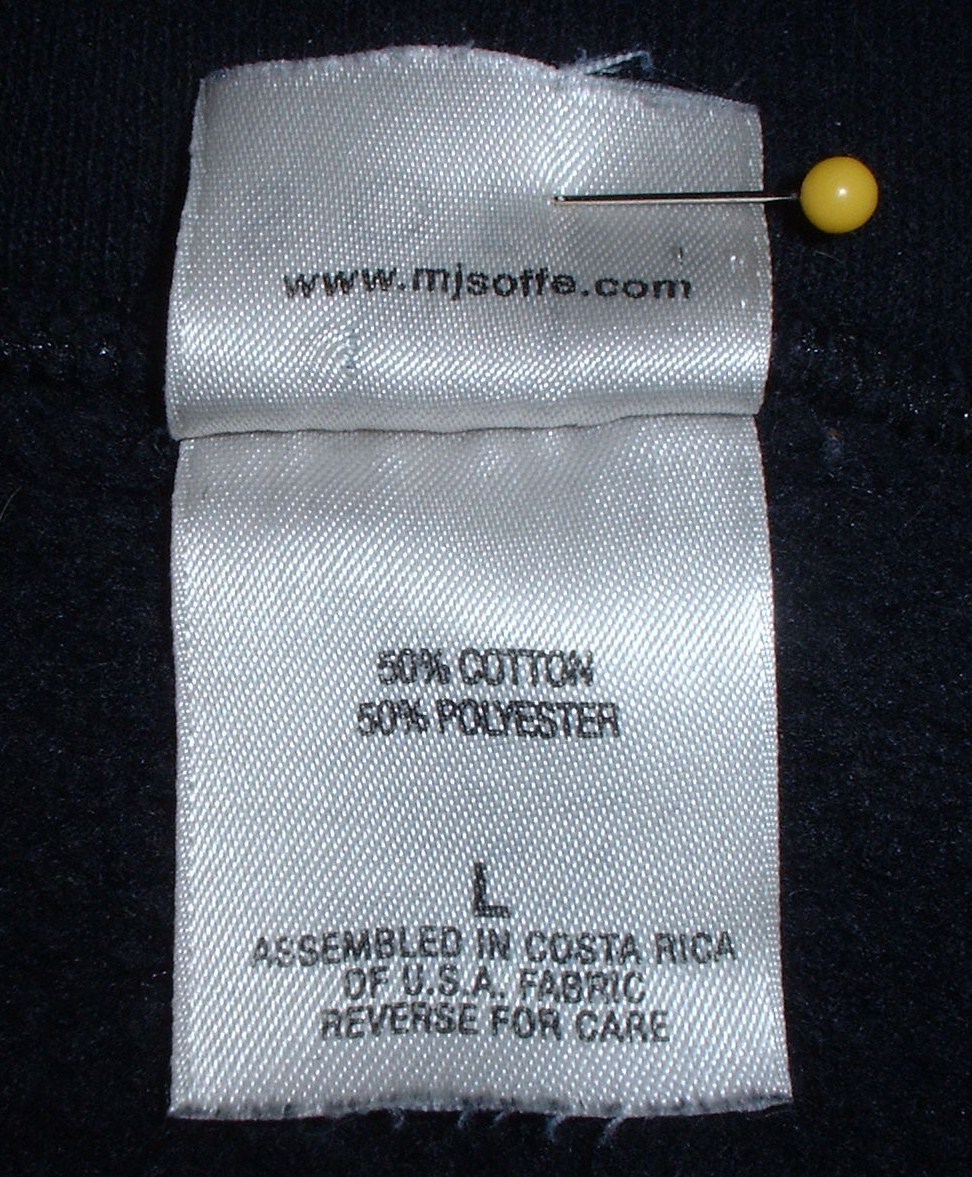 www.mjsoffe.com
50% COTTON
50% POLYESTER
L
ASSEMBLED IN COSTA RICA
OF U.S.A. FABRIC
REVERSE FOR CARE